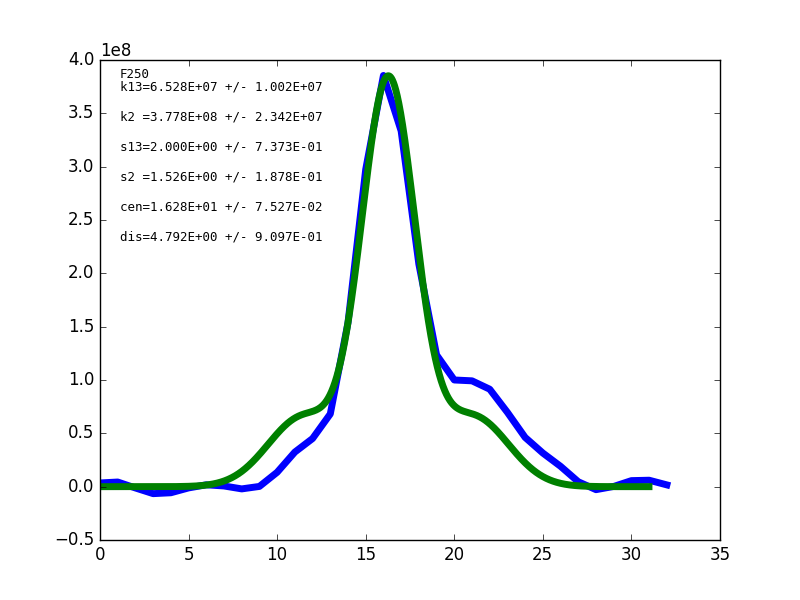 1e8
4.0
3.5
3.0
2.5
2.0
1.5
1.0
0.5
0.0
−0.5
F250
k13=6.528E+07 +/- 1.002E+07
k2 =3.778E+08 +/- 2.342E+07
s13=2.000E+00 +/- 7.373E-01
s2 =1.526E+00 +/- 1.878E-01
cen=1.628E+01 +/- 7.527E-02
dis=4.792E+00 +/- 9.097E-01
0 5 10 15 20 25 30 35